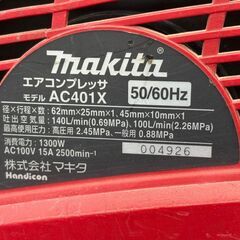 makita
エアコンプレッサ
モデル AC401X 50/60Hz
径×行程×気筒数: 62mm×25mm×1、45mm×10mm×1
吐出空気量: 140L/min(0.69MPa)、100L/min(2.26MPa)
最高使用圧力: 高圧用 2.45MPa、一般用 0.88MPa
消費電力: 1300W
AC100V 15A 2500min⁻¹
004926
株式会社 マキタ
Handicon